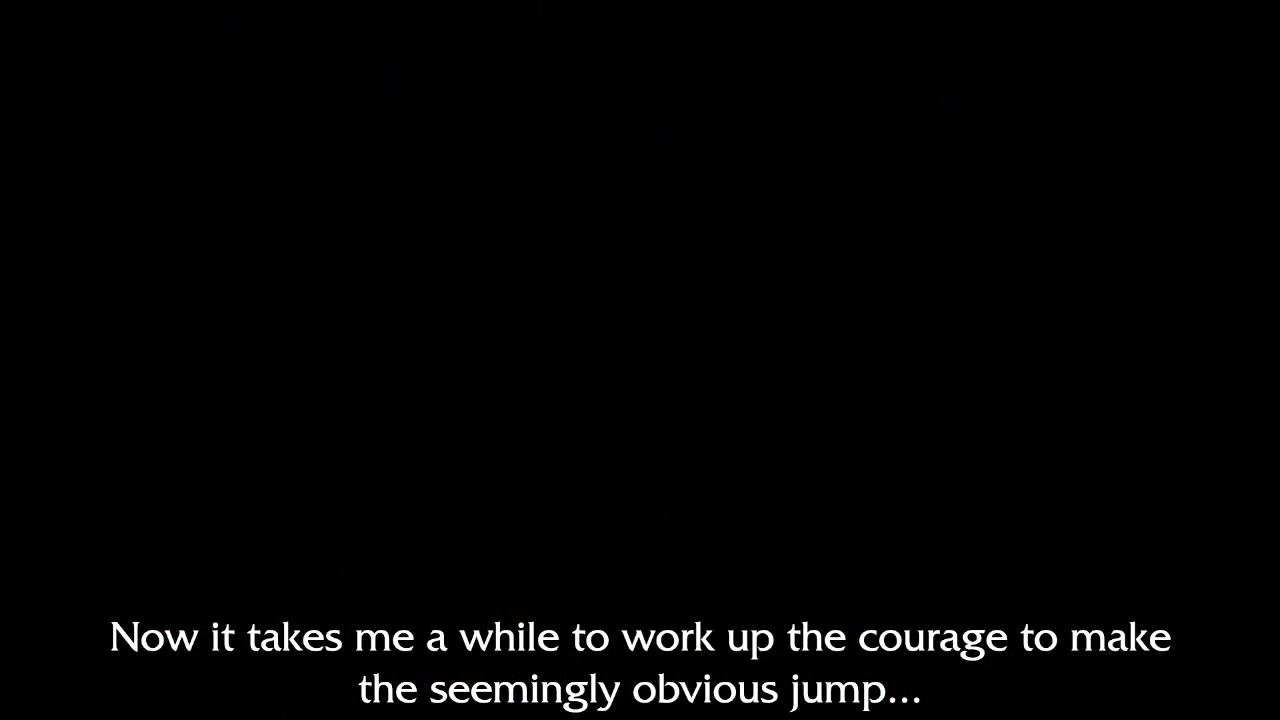 Now it takes me a while to work up the courage to make
the seemingly obvious jump...